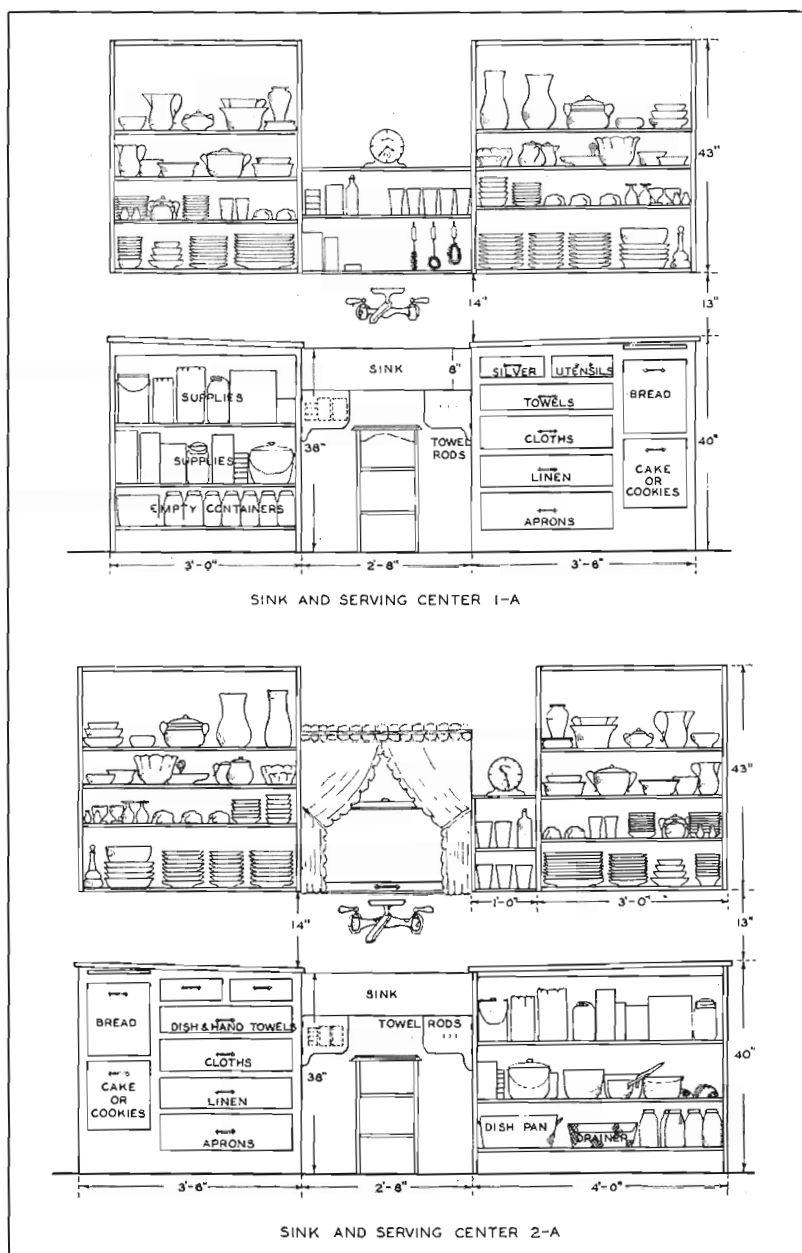 43"
14"
13"
SINK
8"
SILVER
UTENSILS
SUPPLIES
TOWELS
BREAD
38"
TOWEL
RODS
CLOTHS
40"
SUPPLIES
LINEN
CAKE
OR
COOKIES
EMPTY CONTAINERS
APRONS
3'-0"
2'-8"
3'-6"
SINK AND SERVING CENTER 1-A
43"
1'-0"
3'-0"
14"
13"
SINK
BREAD
DISH & HAND TOWELS
TOWEL RODS
CLOTHS
38"
40"
CAKE
OR
COOKIES
LINEN
APRONS
DISH PAN
DRAINER
3'-6"
2'-8"
4'-0"
SINK AND SERVING CENTER 2-A